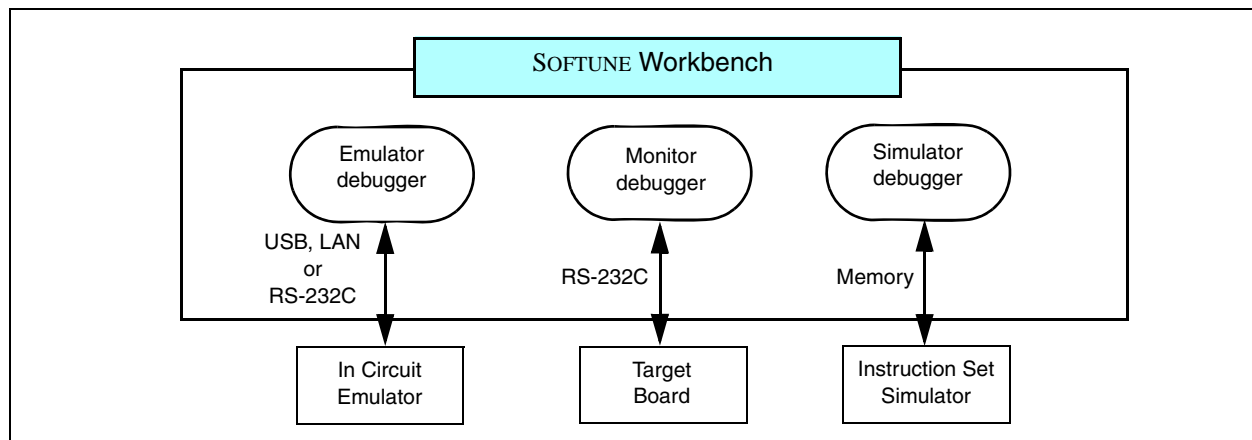 SOFTUNE Workbench
Emulator
debugger
Monitor
debugger
Simulator
debugger
USB, LAN
or
RS-232C
RS-232C
Memory
In Circuit
Emulator
Target
Board
Instruction Set
Simulator